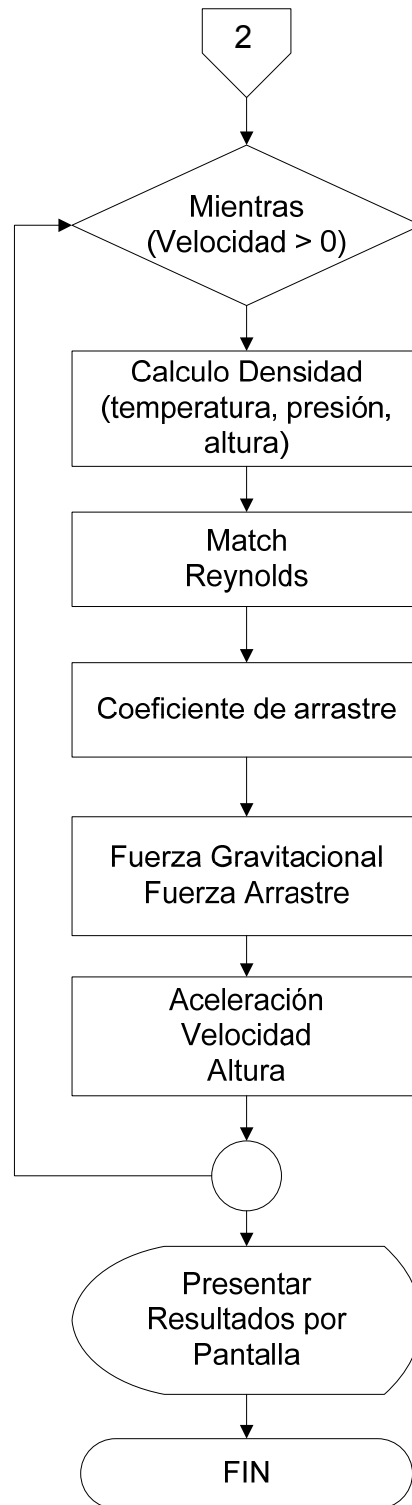 2
Mientras
(Velocidad > 0)
Calculo Densidad
(temperatura, presión,
altura)
Match
Reynolds
Coeficiente de arrastre
Fuerza Gravitacional
Fuerza Arrastre
Aceleración
Velocidad
Altura
Presentar
Resultados por
Pantalla
FIN